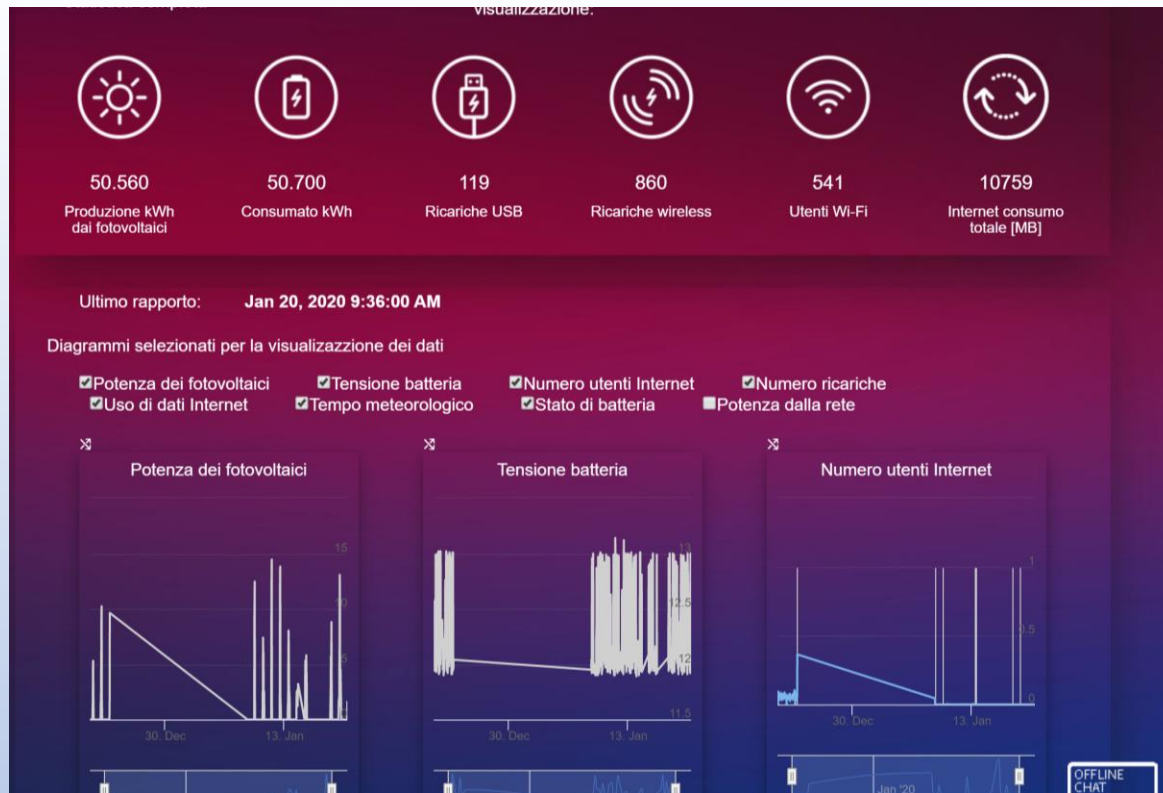 visualizzazione:
50.560
50.700
119
860
541
10759
Produzione kWh
dai fotovoltaici
Consumato kWh
Ricariche USB
Ricariche wireless
Utenti Wi-Fi
Internet consumo
totale [MB]
Ultimo rapporto: Jan 20, 2020 9:36:00 AM
Diagrammi selezionati per la visualizazzione dei dati
Potenza dei fotovoltaici Tensione batteria Numero utenti Internet Numero ricariche
Uso di dati Internet Tempo meteorologico Stato di batteria Potenza dalla rete
Potenza dei fotovoltaici
15
10
5
0
30. Dec 13. Jan
Tensione batteria
13
12.5
12
11.5
30. Dec 13. Jan
Numero utenti Internet
1
0.5
0
30. Dec 13. Jan
Jan '20
OFFLINE
CHAT